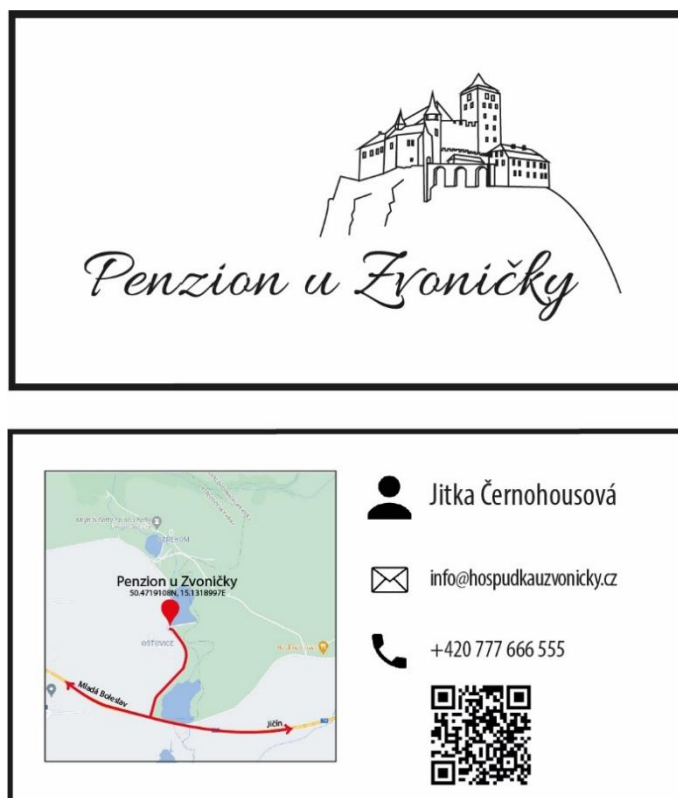 Penzion u Zvoničky
Penzion u Zvoničky
50.4719108N, 15.1318997E
Mladá Boleslav
Jičín
Jitka Černohousová
info@hospudkauzvonicky.cz
+420 777 666 555